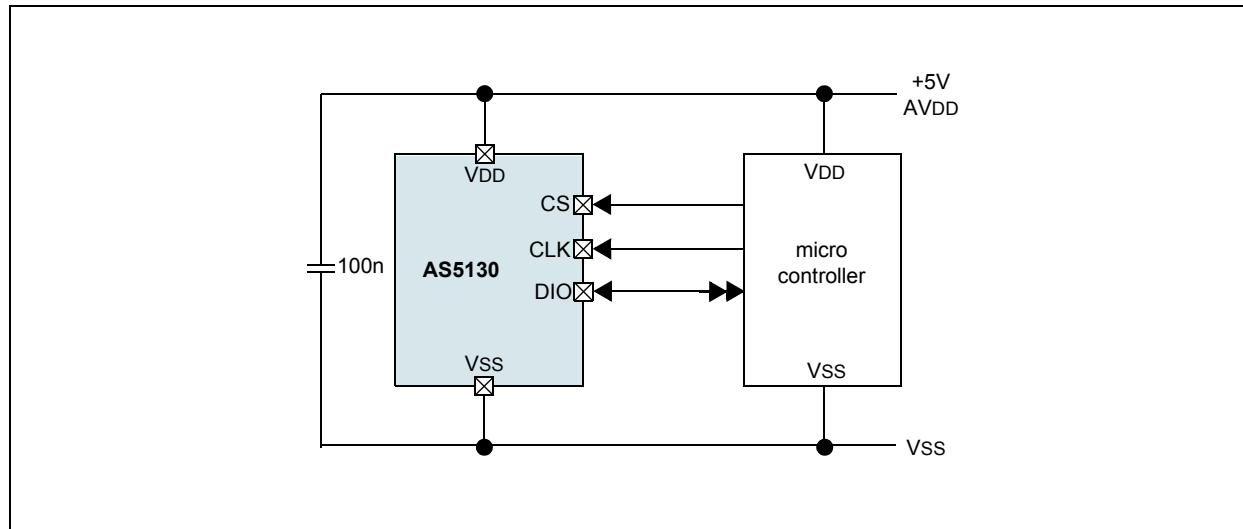 +5V
AVDD
VDD
VDD
CS
CLK
100n
AS5130
micro
controller
DIO
VSS
VSS
VSS